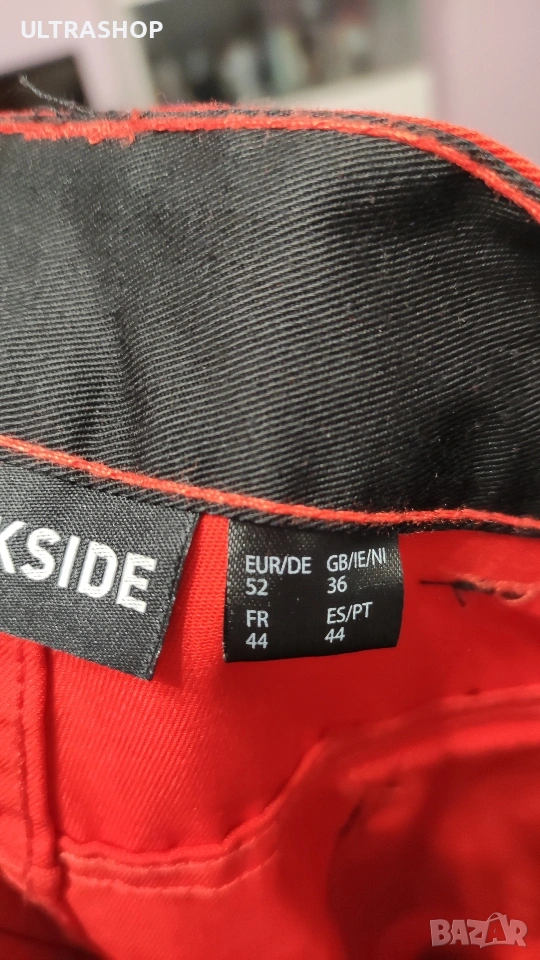 ULTRASHOP
KSIDE
EUR/DE GB/IE/NI
52 36
FR ES/PT
44 44
BAZAR